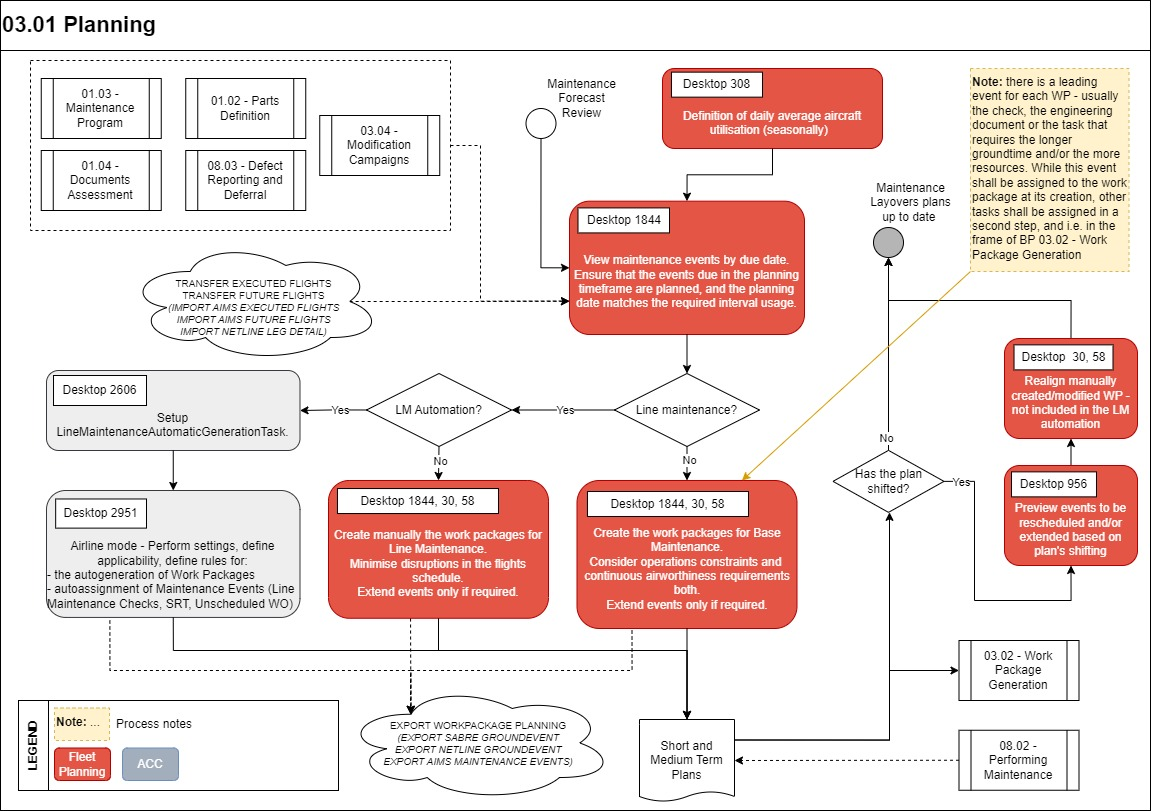 03.01 Planning
01.03 -
Maintenance
Program
01.02 - Parts
Definition
01.04 -
Documents
Assessment
08.03 - Defect
Reporting and
Deferral
03.04 -
Modification
Campaigns
Maintenance
Forecast
Review
Desktop 308
Definition of daily average aircraft
utilisation (seasonally)
Note: there is a leading
event for each WP - usually
the check, the engineering
document or the task that
requires the longer
groundtime and/or the more
resources. While this event
shall be assigned to the work
package at its creation, other
tasks shall be assigned in a
second step, and i.e. in the
frame of BP 03.02 - Work
Package Generation
Maintenance
Layovers plans
up to date
Desktop 1844
View maintenance events by due date.
Ensure that the events due in the planning
timeframe are planned, and the planning
date matches the required interval usage.
TRANSFER EXECUTED FLIGHTS
TRANSFER FUTURE FLIGHTS
(IMPORT AIMS EXECUTED FLIGHTS
IMPORT AIMS FUTURE FLIGHTS
IMPORT NETLINE LEG DETAIL)
Desktop 2606
Setup
LineMaintenanceAutomaticGenerationTask.
Yes
LM Automation?
Yes
Line maintenance?
No
No
Desktop 30, 58
Realign manually
created/modified WP -
not included in the LM
automation
No
Has the plan
shifted?
Yes
Desktop 956
Preview events to be
rescheduled and/or
extended based on
plan's shifting
Desktop 2951
Airline mode - Perform settings, define
applicability, define rules for:
- the autogeneration of Work Packages
- autoassignment of Maintenance Events (Line
Maintenance Checks, SRT, Unscheduled WO)
Desktop 1844, 30, 58
Create manually the work packages for
Line Maintenance.
Minimise disruptions in the flights
schedule.
Extend events only if required.
Desktop 1844, 30, 58
Create the work packages for Base
Maintenance.
Consider operations constraints and
continuous airworthiness requirements
both.
Extend events only if required.
03.02 - Work
Package
Generation
LEGEND
Note: ...
Process notes
Fleet
Planning
ACC
EXPORT WORKPACKAGE PLANNING
(EXPORT SABRE GROUNDEVENT
EXPORT NETLINE GROUNDEVENT
EXPORT AIMS MAINTENANCE EVENTS)
Short and
Medium Term
Plans
08.02 -
Performing
Maintenance